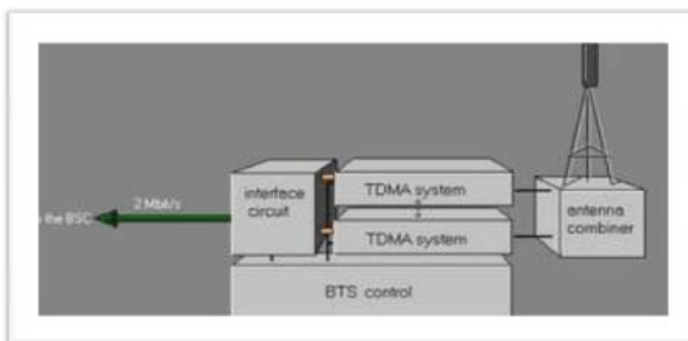 the BSC
2 Mbit/s
interface
circuit
TDMA system
TDMA system
antenna
combiner
BTS control